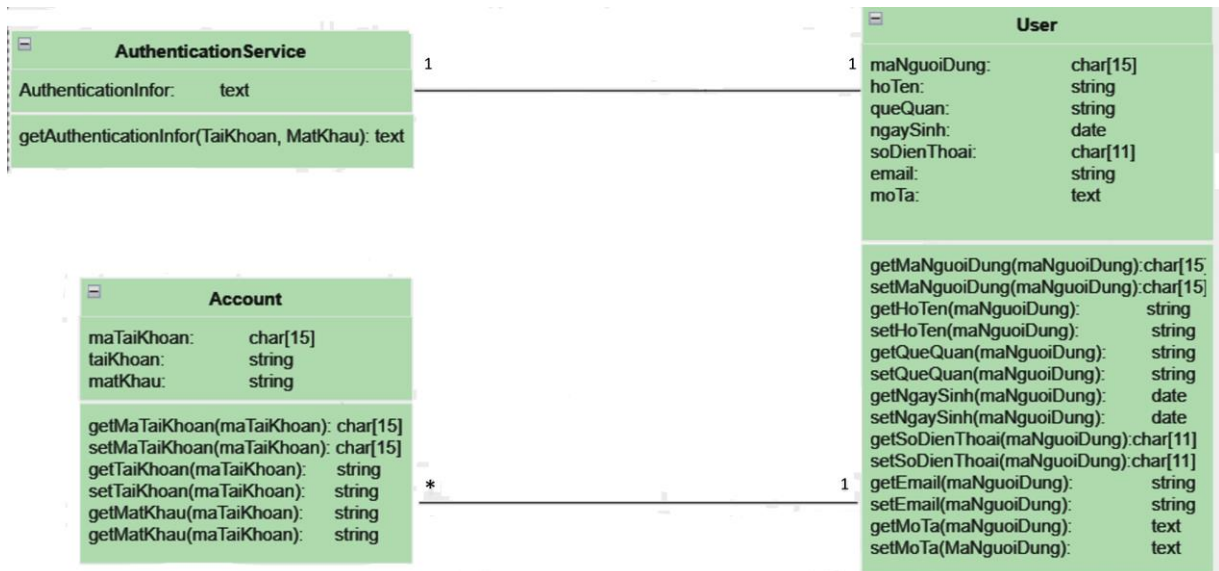 AuthenticationService
AuthenticationInfor: text
getAuthenticationInfor(TaiKhoan, MatKhau): text
1
1
User
maNguoiDung: char[15]
hoTen: string
queQuan: string
ngaySinh: date
soDienThoai: char[11]
email: string
moTa: text
getMaNguoiDung(maNguoiDung):char[15]
setMaNguoiDung(maNguoiDung):char[15]
getHoTen(maNguoiDung): string
setHoTen(maNguoiDung): string
getQueQuan(maNguoiDung): string
setQueQuan(maNguoiDung): string
getNgaySinh(maNguoiDung): date
setNgaySinh(maNguoiDung): date
getSoDienThoai(maNguoiDung):char[11]
setSoDienThoai(maNguoiDung):char[11]
getEmail(maNguoiDung): string
setEmail(maNguoiDung): string
getMoTa(maNguoiDung): text
setMoTa(MaNguoiDung): text
Account
maTaiKhoan: char[15]
taiKhoan: string
matKhau: string
getMaTaiKhoan(maTaiKhoan): char[15]
setMaTaiKhoan(maTaiKhoan): char[15]
getTaiKhoan(maTaiKhoan): string
setTaiKhoan(maTaiKhoan): string
getMatKhau(maTaiKhoan): string
getMatKhau(maTaiKhoan): string
*
1